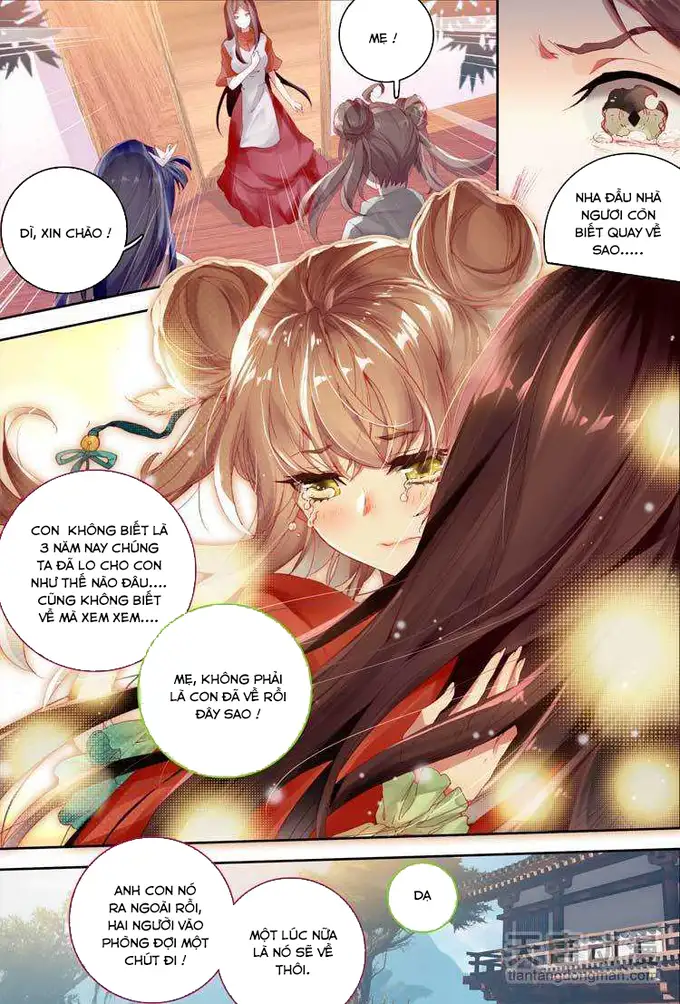 MẸ !
DÌ, XIN CHÀO !
NHA ĐẦU NHÀ
NGƯƠI CÒN
BIẾT QUAY VỀ
SAO.....
CON KHÔNG BIẾT LÀ
3 NĂM NAY CHÚNG
TA ĐÃ LO CHO CON
NHƯ THẾ NÀO ĐÂU....
CŨNG KHÔNG BIẾT
VỀ MÀ XEM XEM....
MẸ, KHÔNG PHẢI
LÀ CON ĐÃ VỀ RỒI
ĐÂY SAO !
ANH CON NÓ
RA NGOÀI RỒI,
HAI NGƯỜI VÀO
PHÒNG ĐỢI MỘT
CHÚT ĐI !
MỘT LÚC NỮA
LÀ NÓ SẼ VỀ
THÔI.
DẠ
tiantangdongman.com